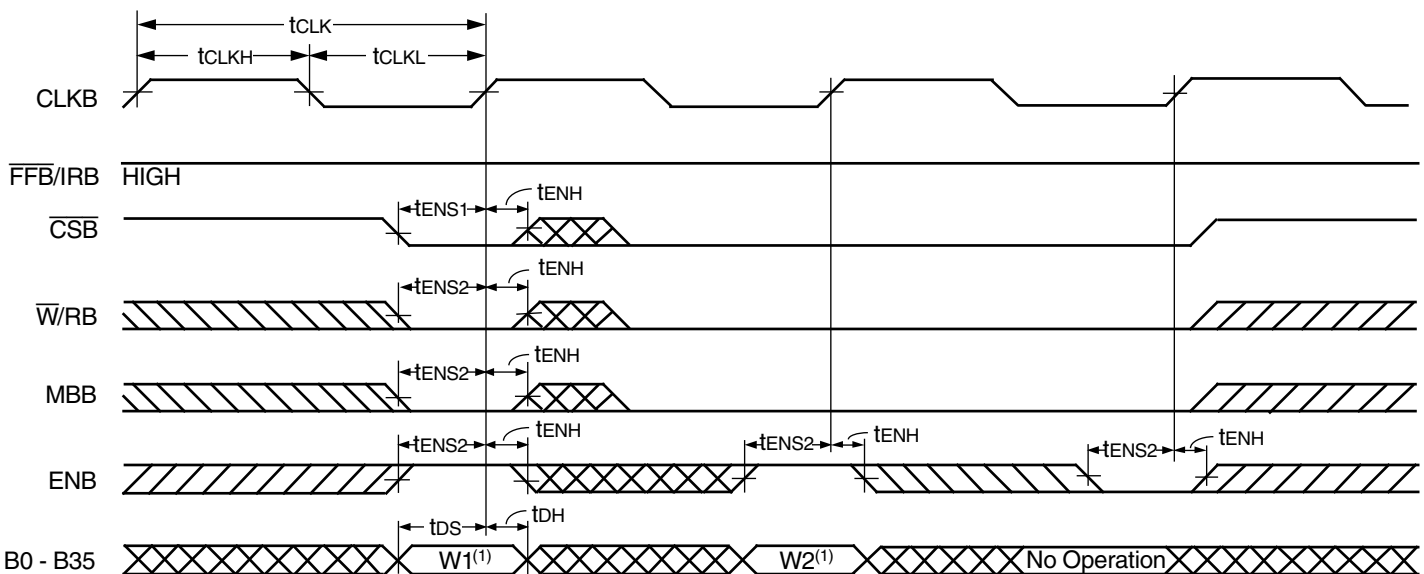 tCLK
tCLKH tCLKL
CLKB
FFB/IRB HIGH
tENS1 tENH
CSB
tENS2 tENH
W/RB
tENS2 tENH
MBB
tENS2 tENH tENS2 tENH tENS2 tENH
ENB
tDS tDH
B0 - B35 W1(1) W2(1) No Operation